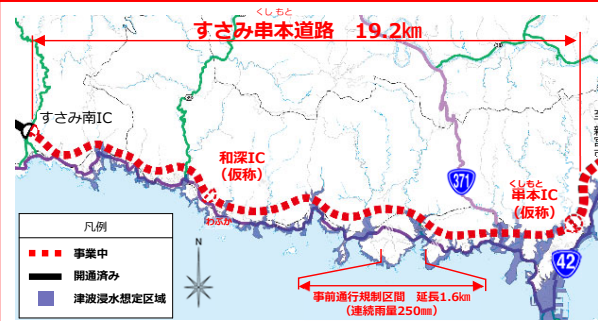 くしもと
すさみ串本道路 19.2km
すさみ南IC
和深IC
(仮称)
わぶか
371
くしもと
串本IC
(仮称)
42
凡例
事業中
開通済み
津波浸水想定区域
N
事前通行規制区間 延長1.6km
(連続雨量250mm)